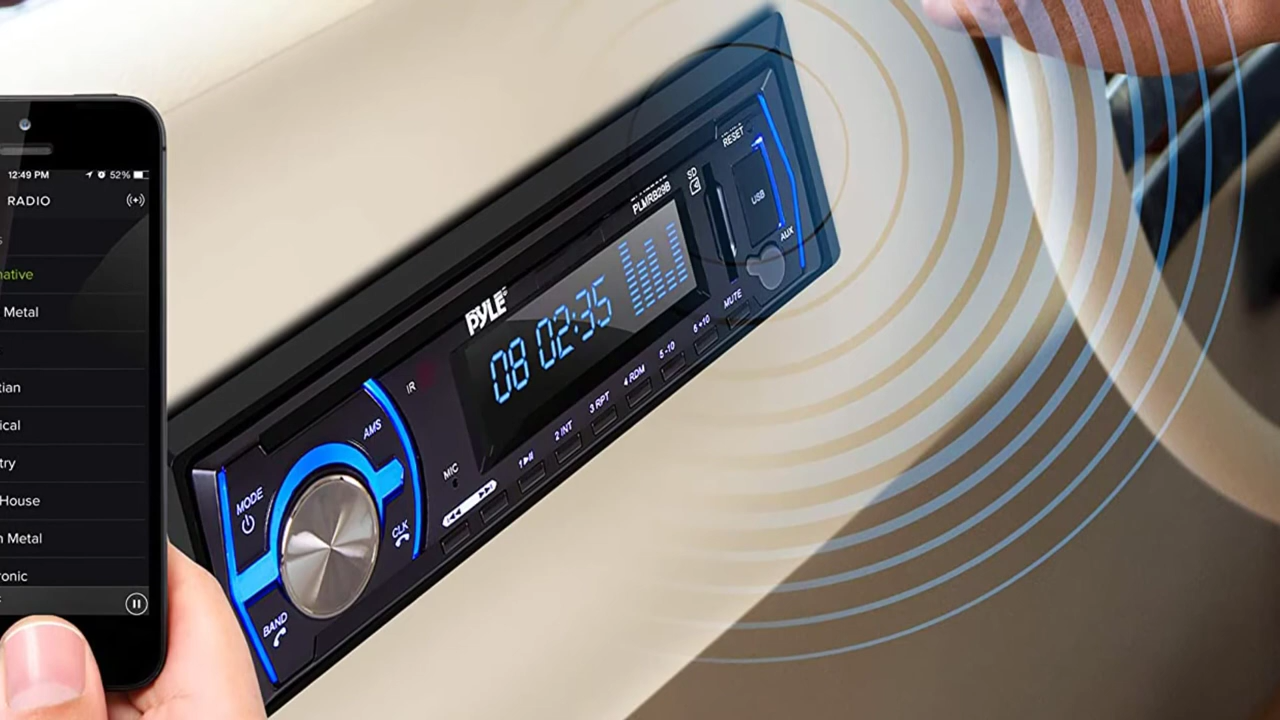 12:49 PM
52%
RADIO
native
Metal
tian
ical
try
House
Metal
onic
RESET
SD
USB
AUX
PLMRB29B
PYLE
08 02:35
MUTE
6 +10
5 -10
4 RDM
3 RPT
2 INT
1
IR
AMS
MIC
MODE
CLK
BAND